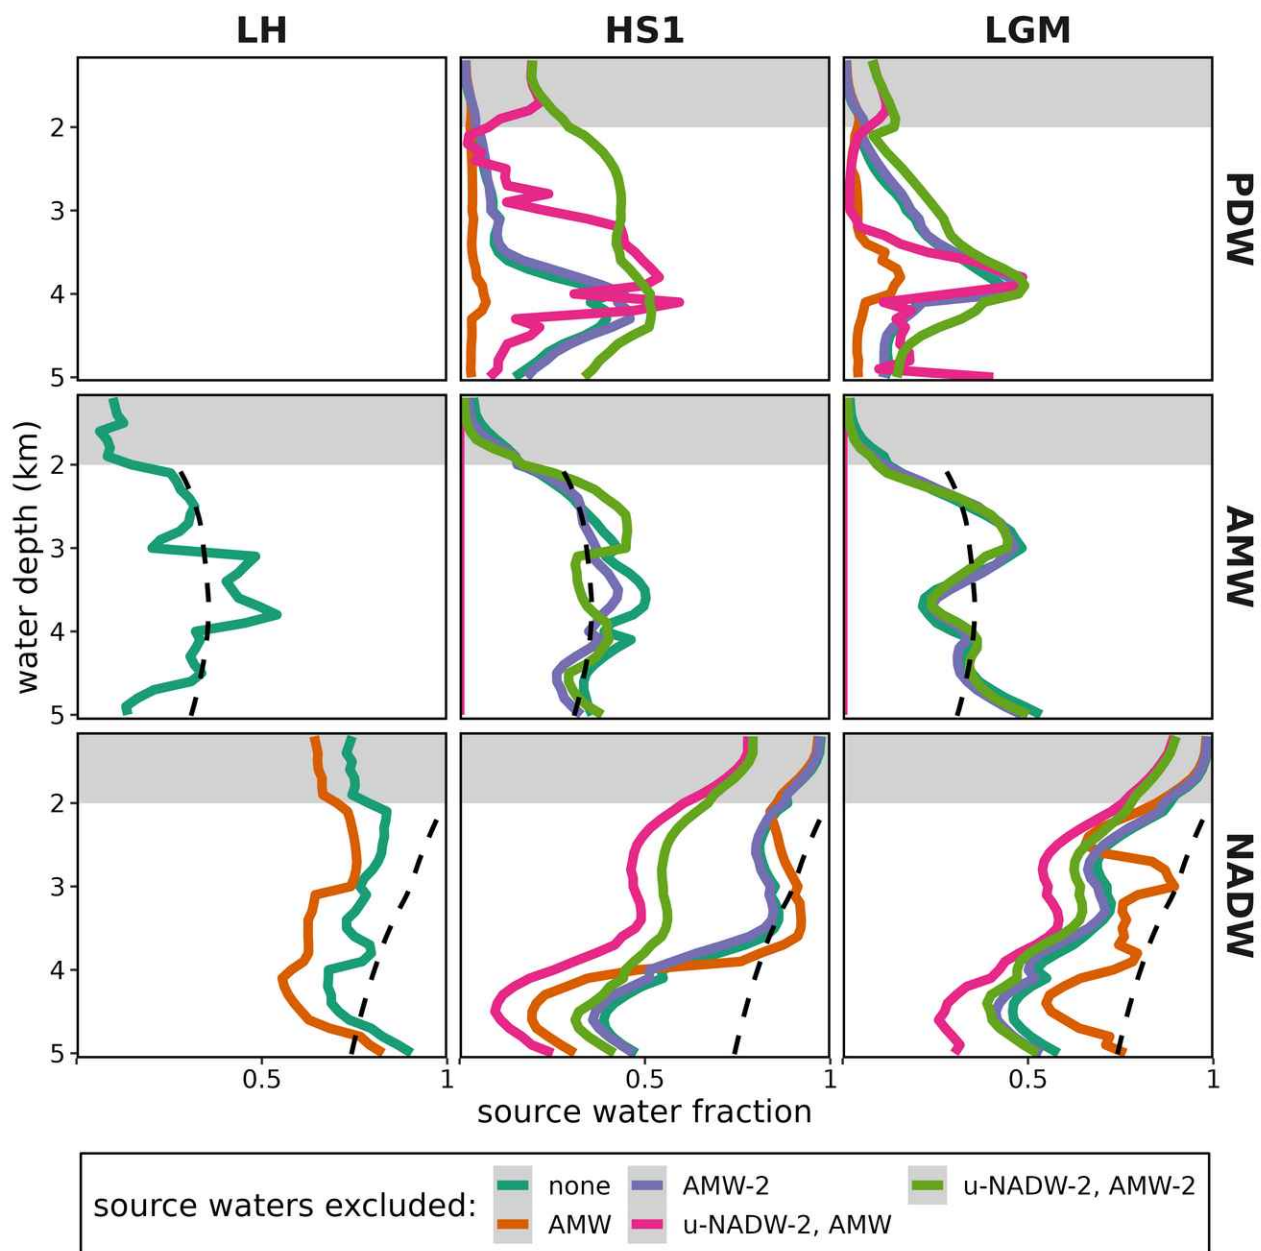 LH HS1 LGM
2
3
4
5
PDW
2
3
4
5
AMW
water depth (km)
2
3
4
5
NADW
0.5 1 0.5 1 0.5 1
source water fraction
source waters excluded: none AMW-2 u-NADW-2, AMW-2
AMW u-NADW-2, AMW